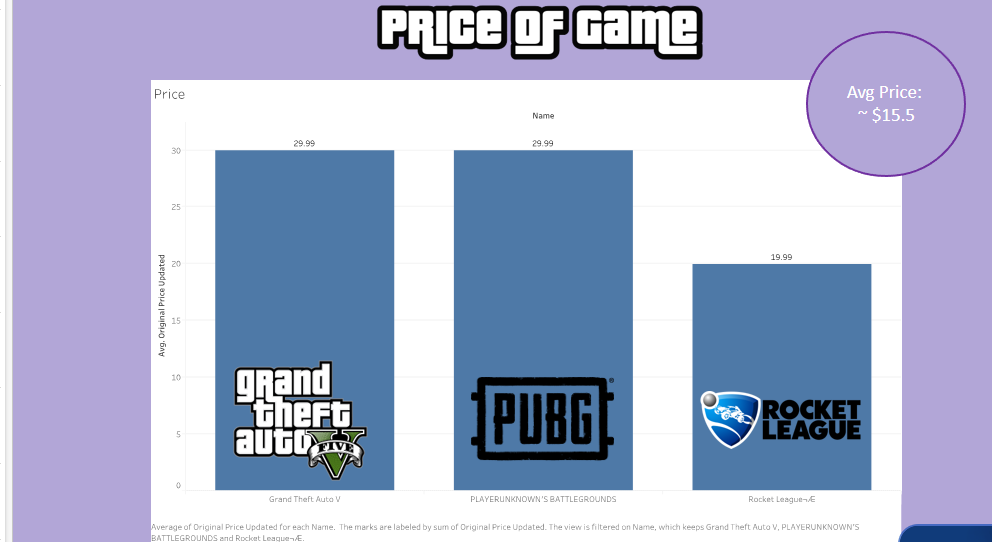 PRICE OF GAME
Avg Price:
~ $15.5
Price
Name
29.99
29.99
19.99
30
25
20
15
10
5
0
Avg. Original Price Updated
grand
theft
auto
V
FIVE
PUBG
®
ROCKET
LEAGUE
Grand Theft Auto V
PLAYERUNKNOWN'S BATTLEGROUNDS
Rocket League¬Æ
Average of Original Price Updated for each Name. The marks are labeled by sum of Original Price Updated. The view is filtered on Name, which keeps Grand Theft Auto V, PLAYERUNKNOWN'S
BATTLEGROUNDS and Rocket League¬Æ.